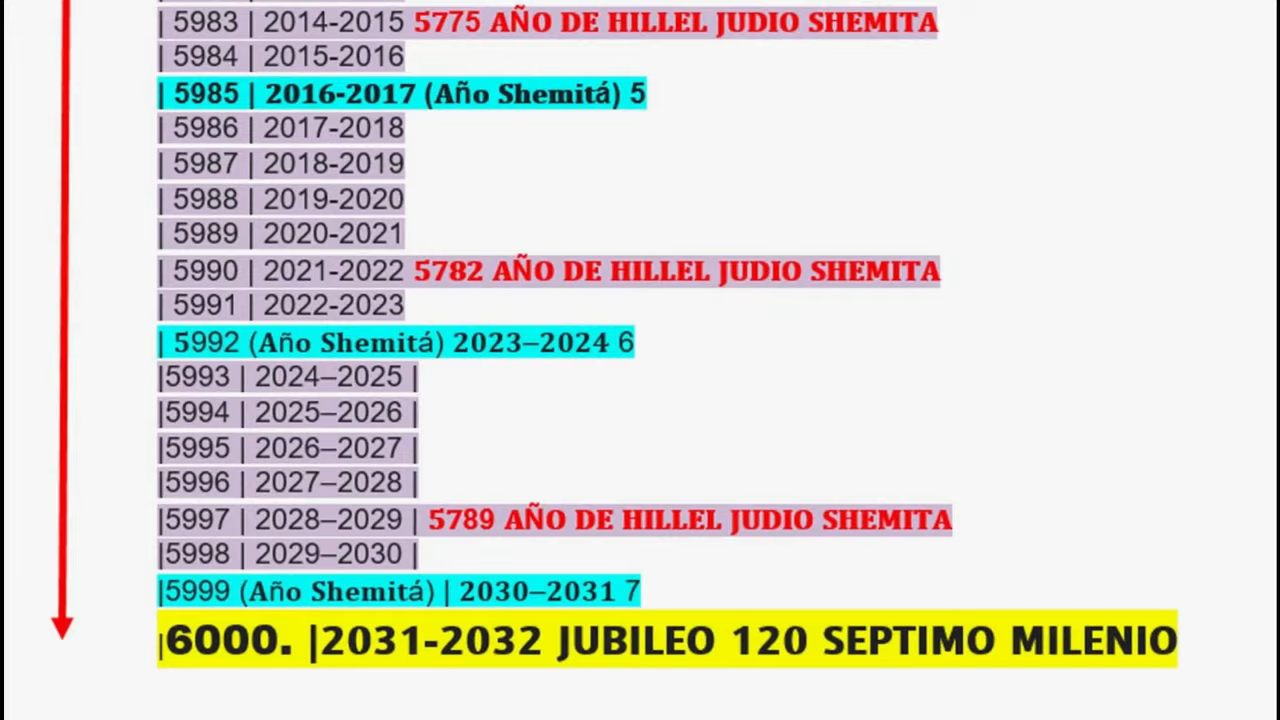 | 5983 | 2014-2015 5775 AÑO DE HILLEL JUDIO SHEMITA
| 5984 | 2015-2016
| 5985 | 2016-2017 (Año Shemitá) 5
| 5986 | 2017-2018
| 5987 | 2018-2019
| 5988 | 2019-2020
| 5989 | 2020-2021
| 5990 | 2021-2022 5782 AÑO DE HILLEL JUDIO SHEMITA
| 5991 | 2022-2023
| 5992 (Año Shemitá) 2023–2024 6
|5993 | 2024–2025 |
|5994 | 2025–2026 |
|5995 | 2026–2027 |
|5996 | 2027–2028 |
|5997 | 2028–2029 | 5789 AÑO DE HILLEL JUDIO SHEMITA
|5998 | 2029–2030 |
|5999 (Año Shemitá) | 2030–2031 7
|6000. |2031-2032 JUBILEO 120 SEPTIMO MILENIO